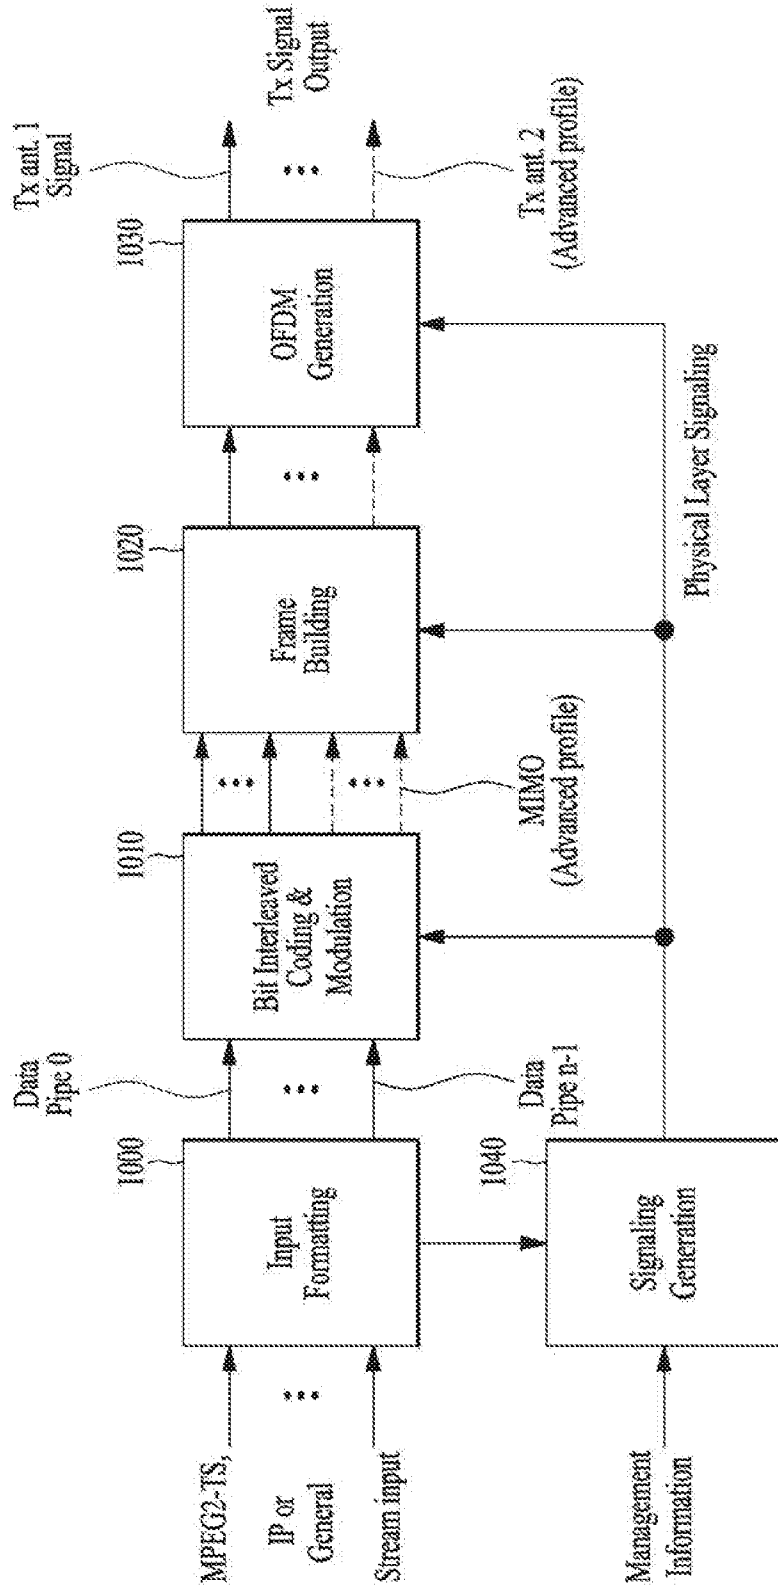 MPEG2-TS,
IP or
General
Stream input
1000
Input
Formatting
Data
Pipe 0
Data
Pipe n-1
1010
Bit Interleaved
Coding &
Modulation
MIMO
(Advanced profile)
1020
Frame
Building
1030
OFDM
Generation
Tx ant. 1
Signal
Tx Signal
Output
Tx ant. 2
(Advanced profile)
Management
Information
1040
Signaling
Generation
Physical Layer Signaling